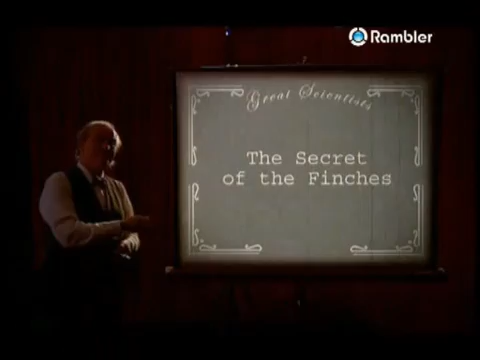 Rambler
Great Scientists
The Secret
of the Finches